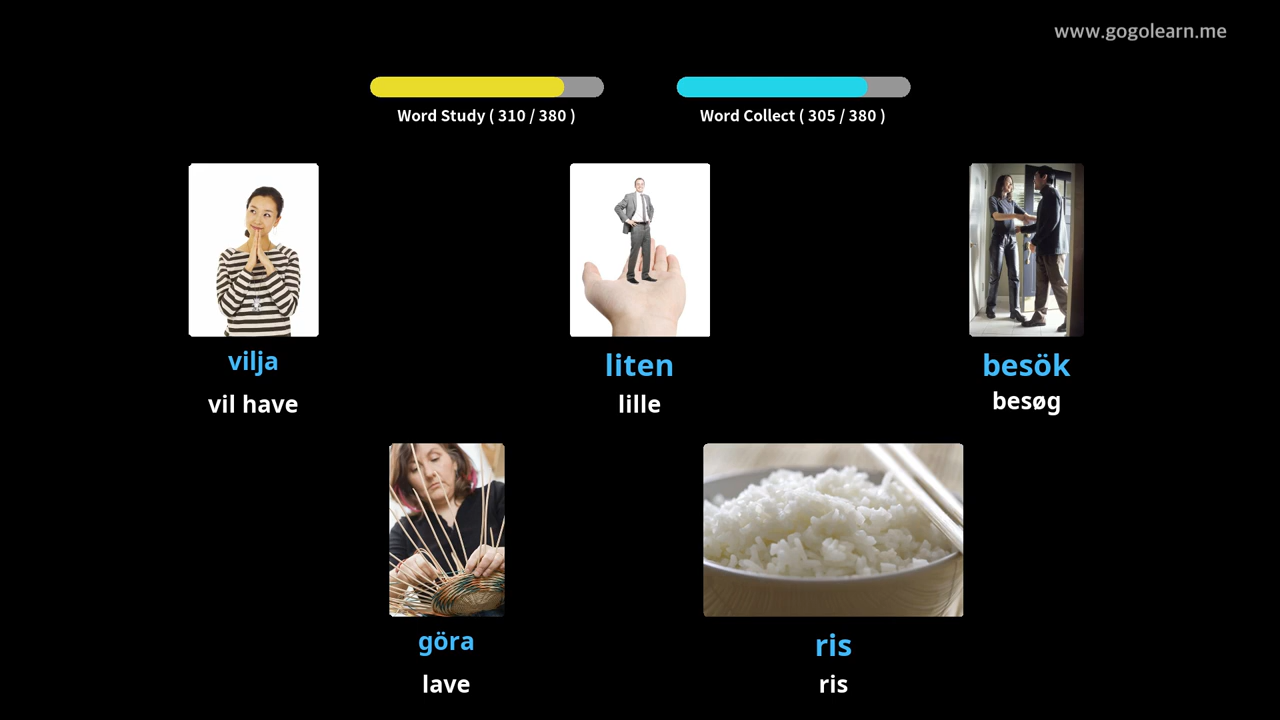 www.gogolearn.me
Word Study ( 310 / 380 )
Word Collect ( 305 / 380 )
vilja
vil have
liten
lille
besök
besøg
göra
lave
ris
ris